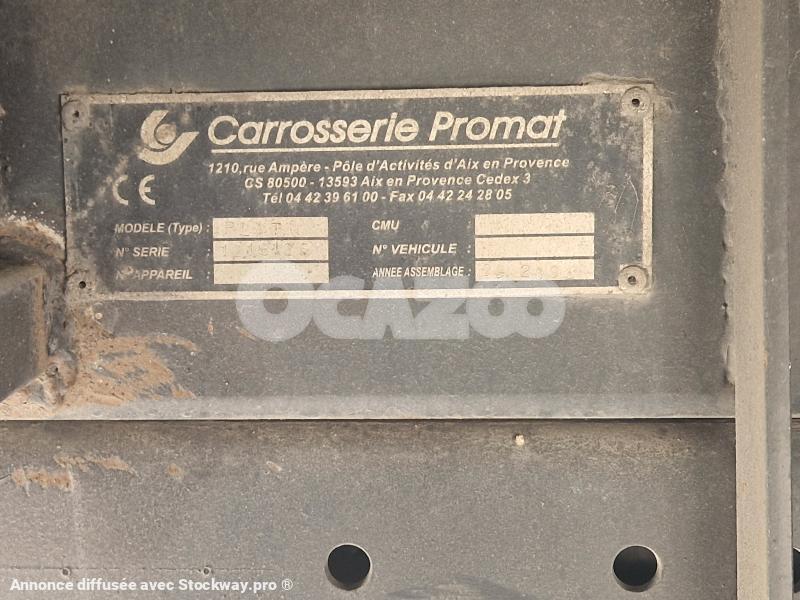 Carrosserie Promat
1210,rue Ampère - Pôle d'Activités d'Aix en Provence
GS 80500 - 13593 Aix en Provence Cedex 3
CE
Tél 04 42 39 61 00 - Fax 04 42 24 28 05
MODELE (Type) :
CMU :
N° SERIE :
N° VEHICULE :
N° APPAREIL :
ANNEE ASSEMBLAGE :
OCAZOO
Annonce diffusée avec Stockway.pro ®